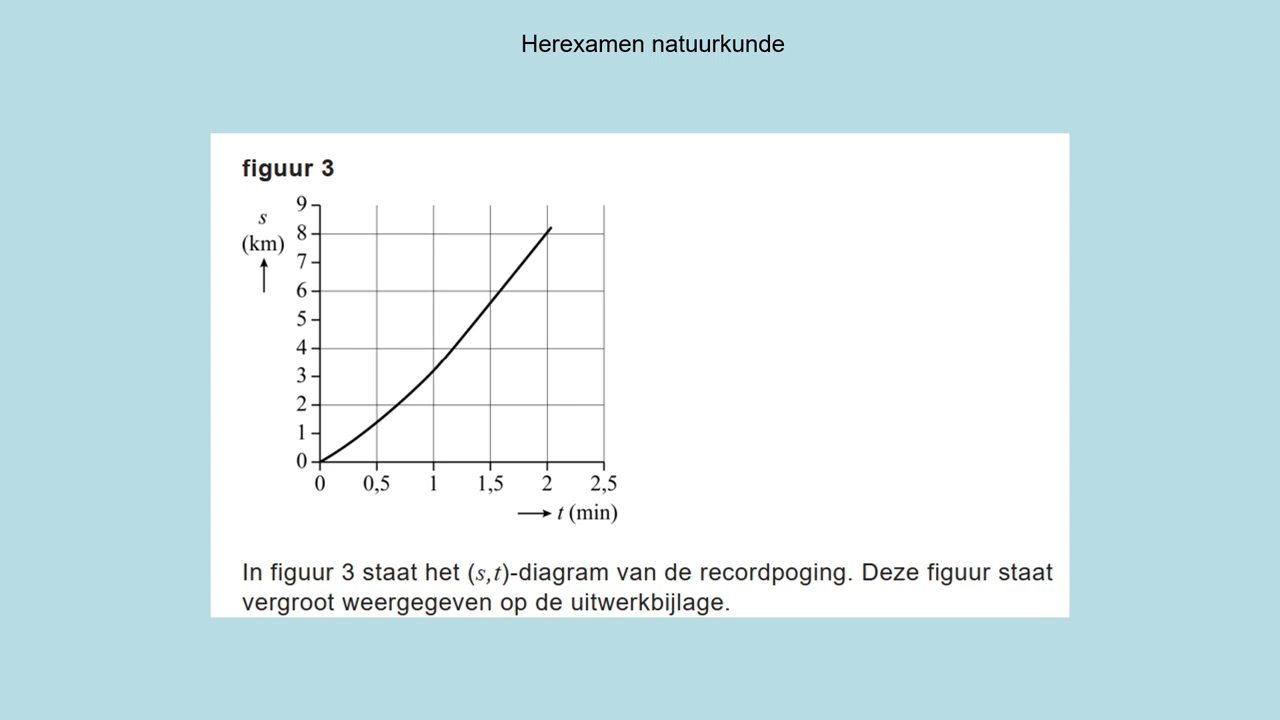 Herexamen natuurkunde
figuur 3
s
(km)
9
8
7
6
5
4
3
2
1
0
0 0,5 1 1,5 2 2,5
t (min)
In figuur 3 staat het (s,t)-diagram van de recordpoging. Deze figuur staat
vergroot weergegeven op de uitwerkbijlage.